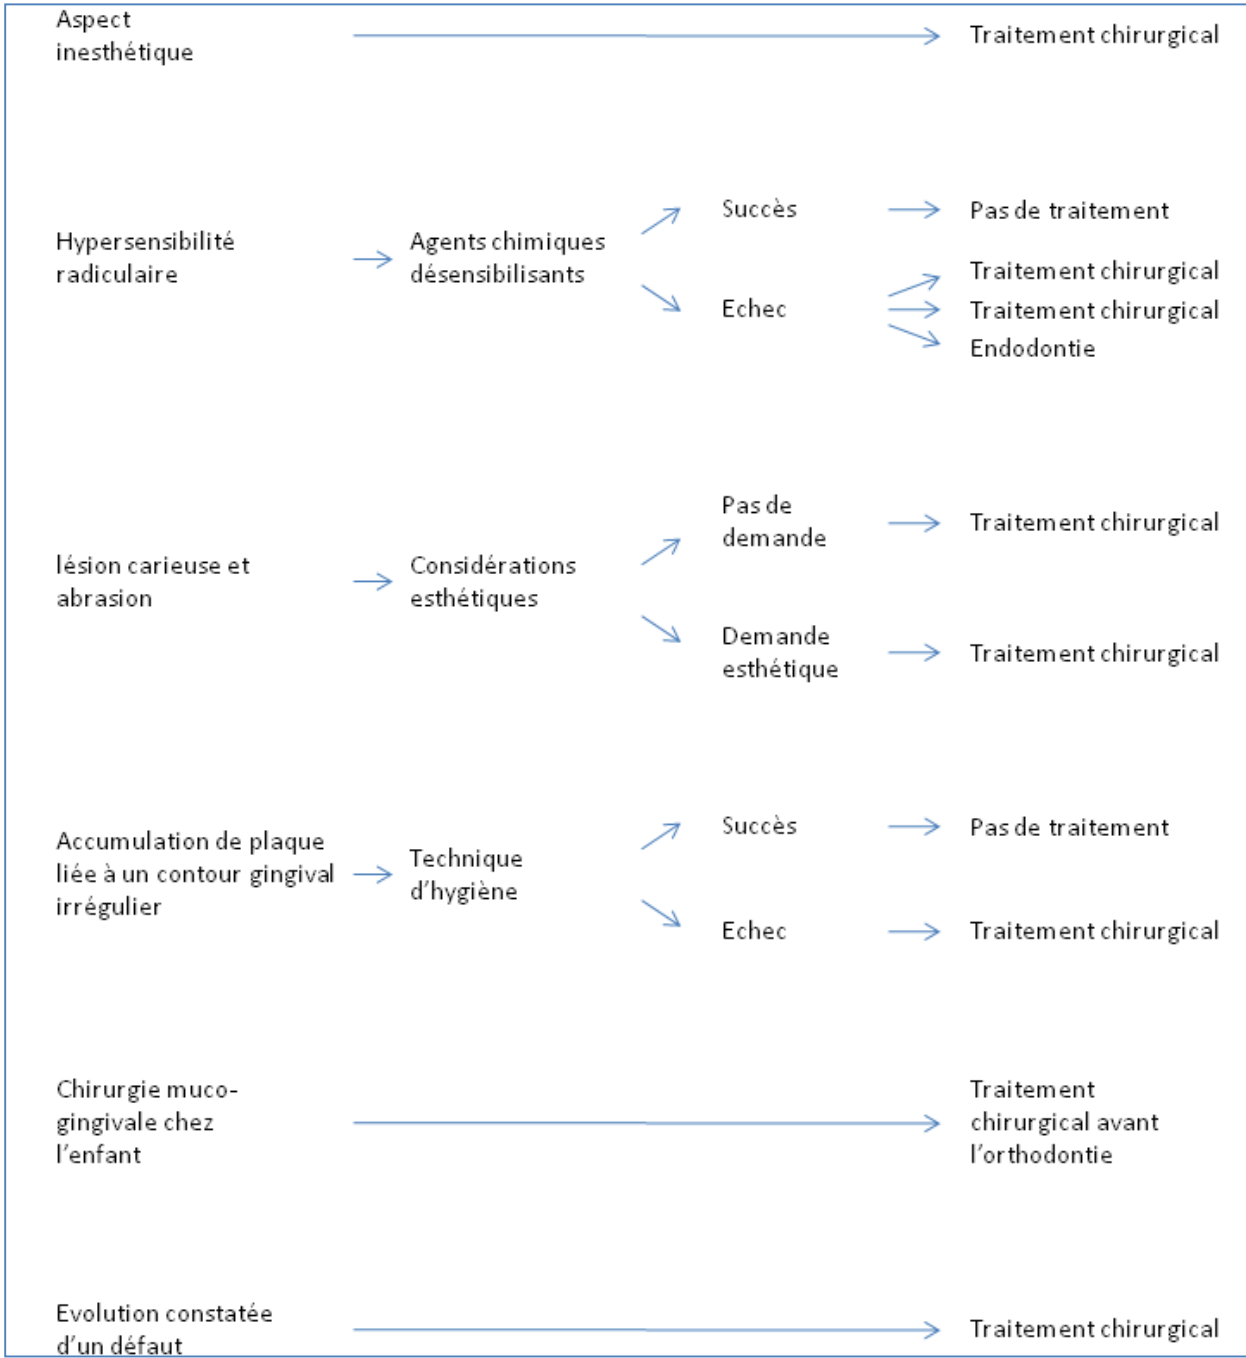 Aspect
inesthétique
Traitement chirurgical
Hypersensibilité
radiculaire
Agents chimiques
désensibilisants
Succès
Pas de traitement
Echec
Traitement chirurgical
Traitement chirurgical
Endodontie
lésion carieuse et
abrasion
Considérations
esthétiques
Pas de
demande
Traitement chirurgical
Demande
esthétique
Traitement chirurgical
Accumulation de plaque
liée à un contour gingival
irrégulier
Technique
d'hygiène
Succès
Pas de traitement
Echec
Traitement chirurgical
Chirurgie muco-
gingivale chez
l'enfant
Traitement
chirurgical avant
l'orthodontie
Evolution constatée
d'un défaut
Traitement chirurgical